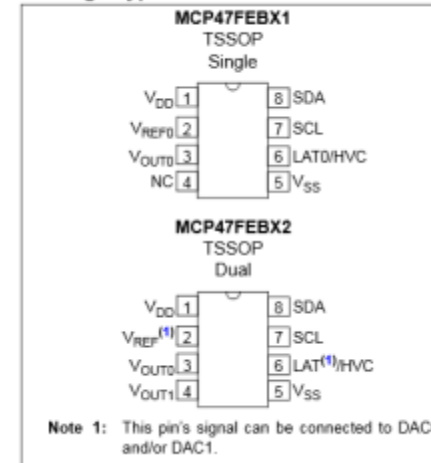 MCP47FEBX1
TSSOP
Single
VDD 1 8 SDA
VREF0 2 7 SCL
VOUT0 3 6 LAT0/HVC
NC 4 5 VSS
MCP47FEBX2
TSSOP
Dual
VDD 1 8 SDA
VREF(1) 2 7 SCL
VOUT0 3 6 LAT(1)/HVC
VOUT1 4 5 VSS
Note 1: This pin's signal can be connected to DAC
and/or DAC1.